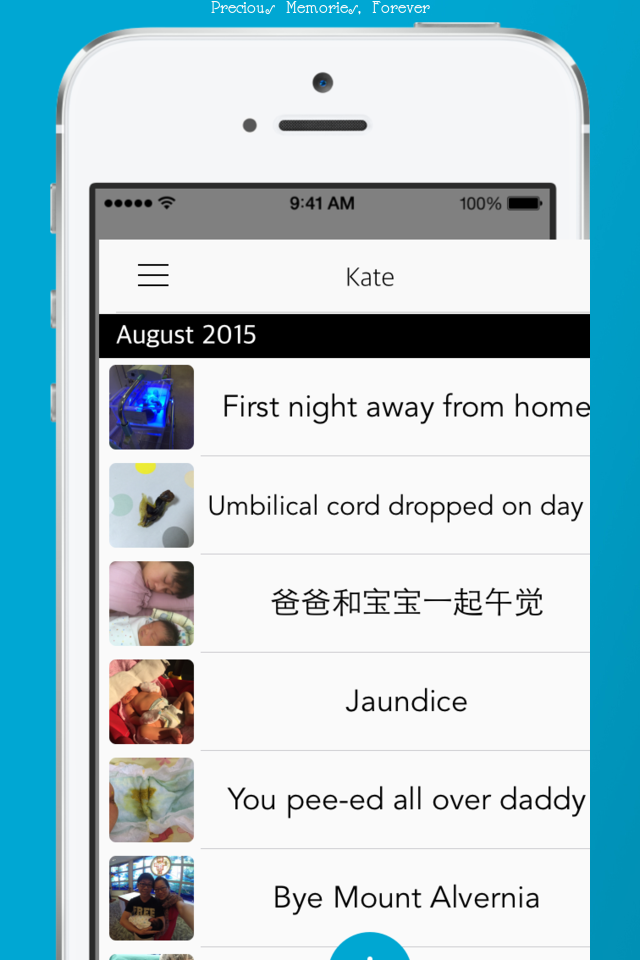 Precious Memories, Forever
9:41 AM 100%
Kate
August 2015
First night away from home
Umbilical cord dropped on day
爸爸和宝宝一起午觉
Jaundice
You pee-ed all over daddy
Bye Mount Alvernia